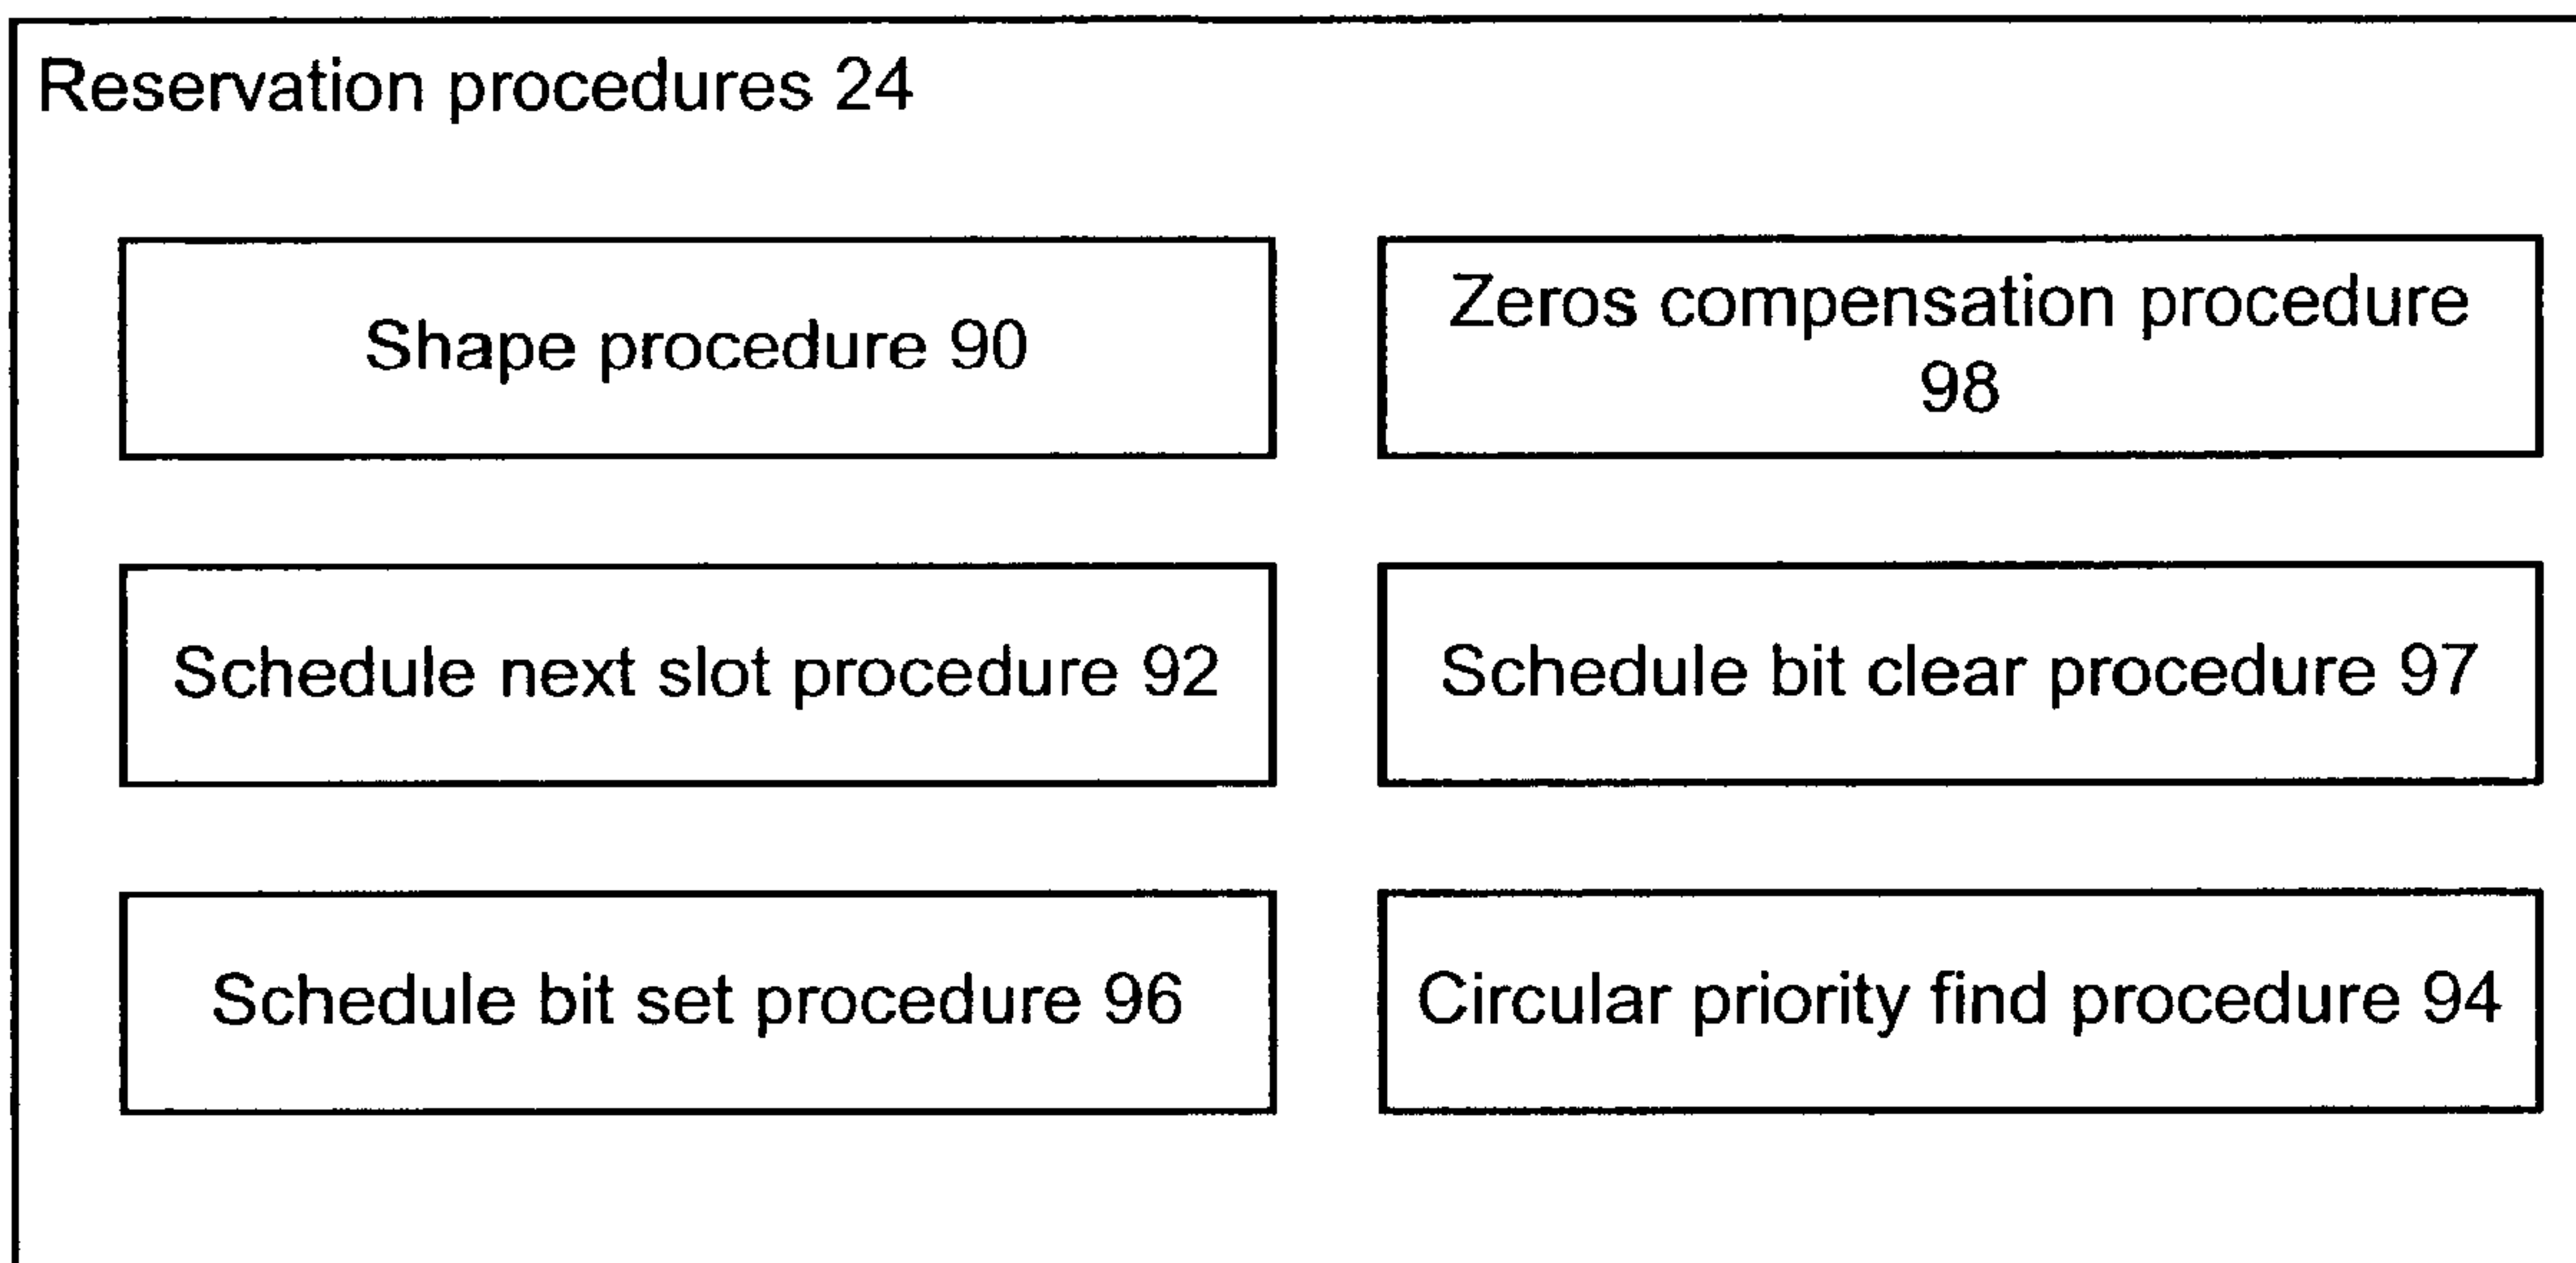 Reservation procedures 24
Shape procedure 90
Zeros compensation procedure
98
Schedule next slot procedure 92
Schedule bit clear procedure 97
Schedule bit set procedure 96
Circular priority find procedure 94